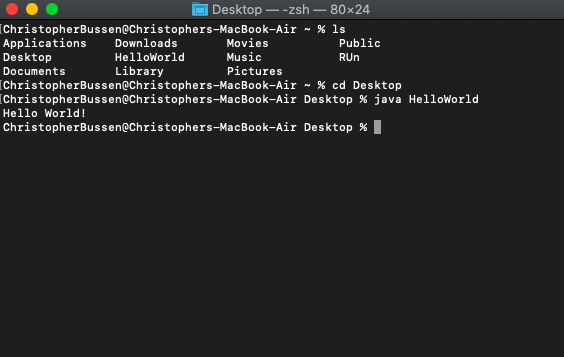 Desktop — -zsh — 80×24
[ChristopherBussen@Christophers-MacBook-Air ~ % ls
Applications Downloads Movies Public
Desktop HelloWorld Music RUn
Documents Library Pictures
[ChristopherBussen@Christophers-MacBook-Air ~ % cd Desktop
[ChristopherBussen@Christophers-MacBook-Air Desktop % java HelloWorld
Hello World!
ChristopherBussen@Christophers-MacBook-Air Desktop %